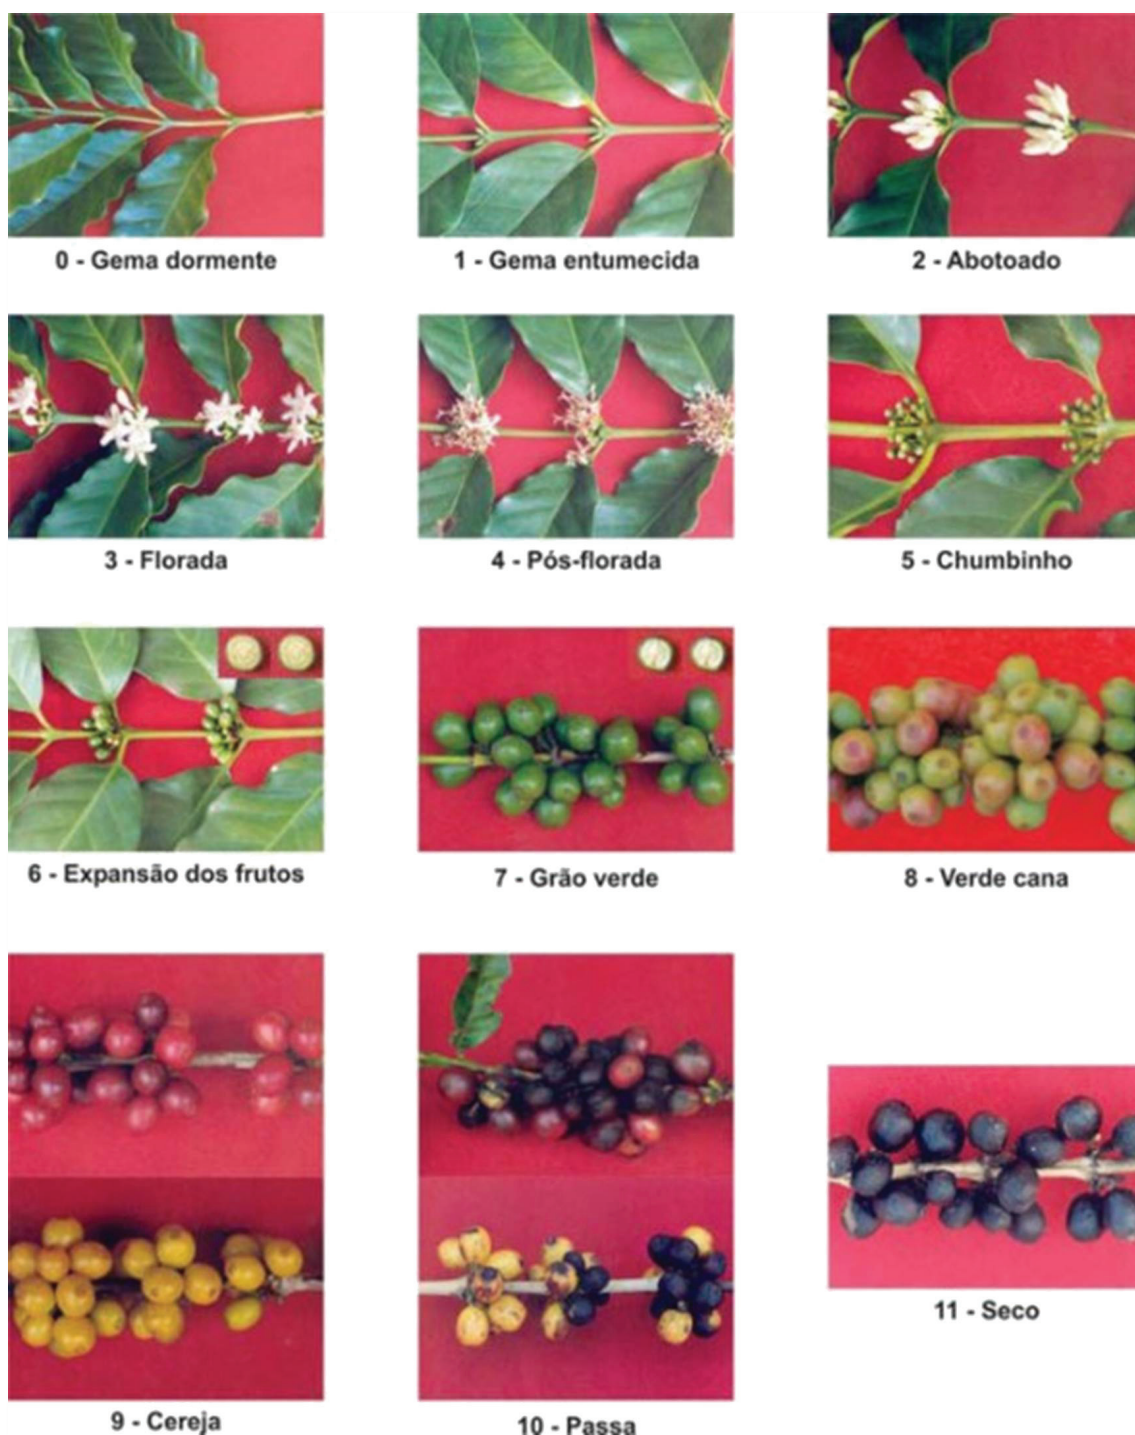 0 - Gema dormente
1 - Gema entumecida
2 - Abotoado
3 - Florada
4 - Pós-florada
5 - Chumbinho
6 - Expansão dos frutos
7 - Grão verde
8 - Verde cana
9 - Cereja
10 - Passa
11 - Seco